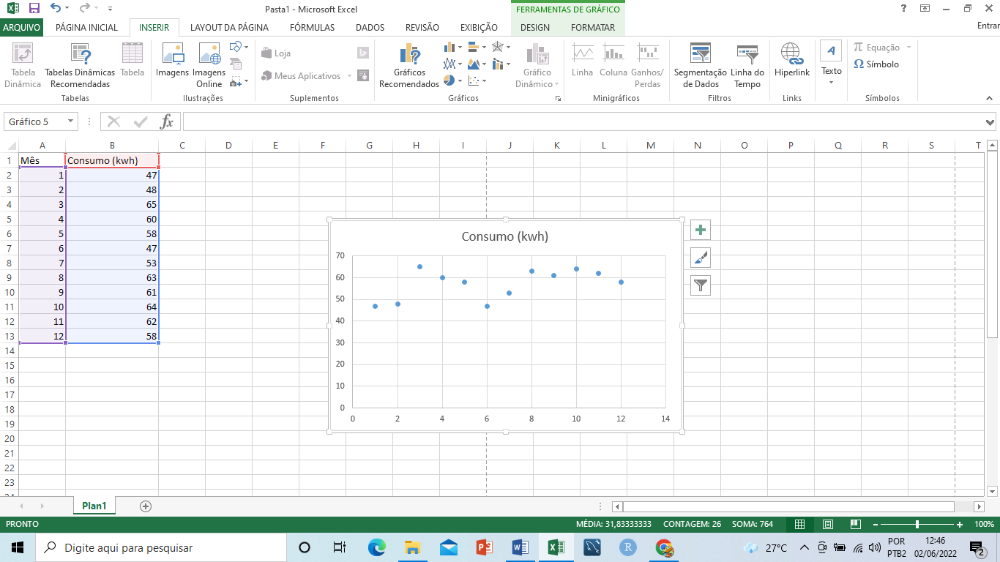 Pasta1 - Microsoft Excel
FERRAMENTAS DE GRÁFICO
?
ARQUIVO PÁGINA INICIAL INSERIR LAYOUT DA PÁGINA FÓRMULAS DADOS REVISÃO EXIBIÇÃO DESIGN FORMATAR Entrar
Tabela Dinâmica
Tabelas Dinâmicas Recomendadas
Tabela
Tabelas
Imagens
Imagens Online
Ilustrações
Loja
Meus Aplicativos
Suplementos
Gráficos Recomendados
Gráfico Dinâmico
Gráficos
Linha
Coluna
Ganhos/ Perdas
Minigráficos
Segmentação de Dados
Linha do Tempo
Filtros
Hiperlink
Links
A
Texto
π Equação
Ω Símbolo
Símbolos
Gráfico 5
fx
A B C D E F G H I J K L M N O P Q R S T
1 Mês Consumo (kwh)
2 1 47
3 2 48
4 3 65
5 4 60
6 5 58
7 6 47
8 7 53
9 8 63
10 9 61
11 10 64
12 11 62
13 12 58
14
15
16
17
18
19
20
21
22
23
24
Consumo (kwh)
70
60
50
40
30
20
10
0
0 2 4 6 8 10 12 14
Plan1
PRONTO MÉDIA: 31,83333333 CONTAGEM: 26 SOMA: 764 100%
Digite aqui para pesquisar
27°C
POR
PTB2
12:46
02/06/2022
2